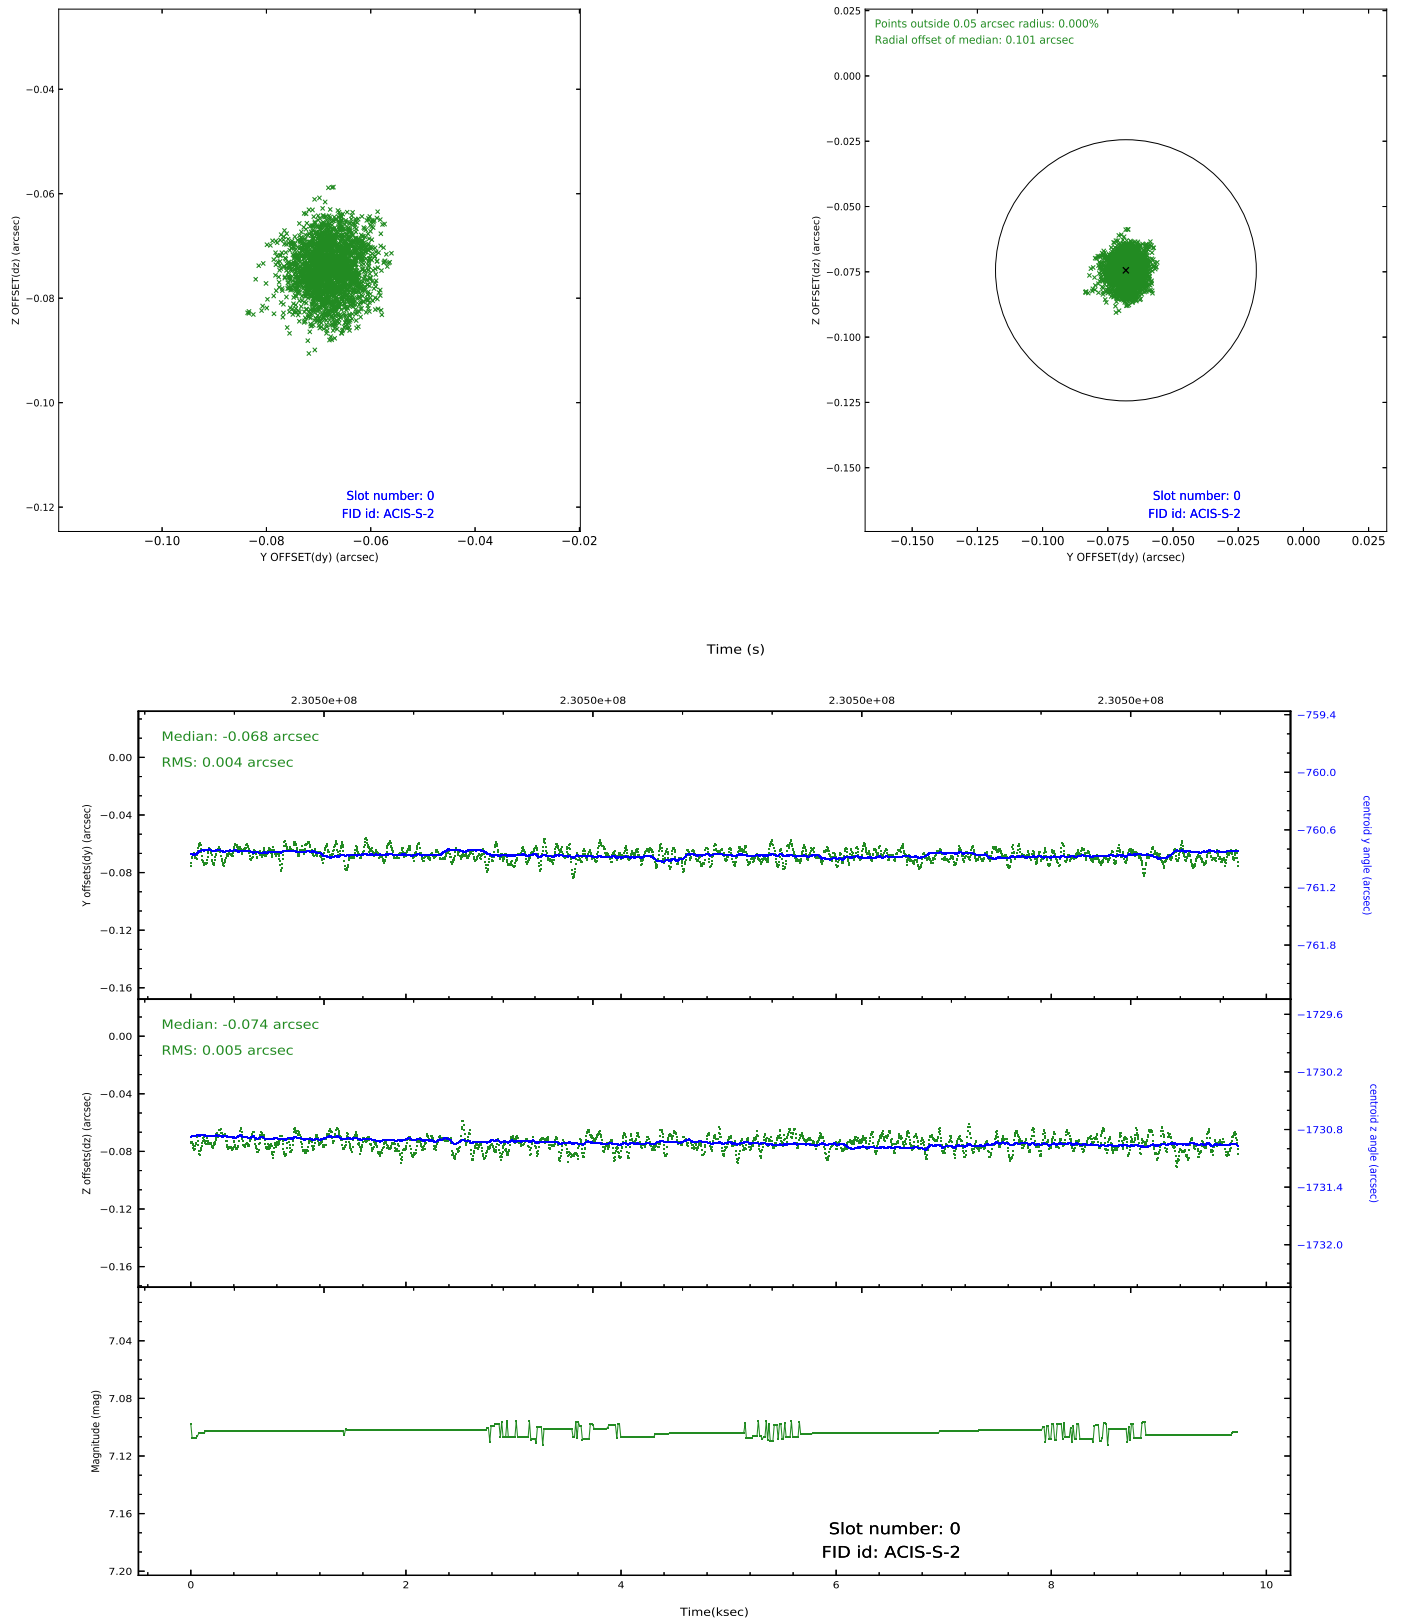 −0.04
−0.06
−0.08
−0.10
−0.12
Z OFFSET(dz) (arcsec)
Slot number: 0
FID id: ACIS-S-2
−0.10 −0.08 −0.06 −0.04 −0.02
Y OFFSET(dy) (arcsec)
Points outside 0.05 arcsec radius: 0.000%
Radial offset of median: 0.101 arcsec
0.025
0.000
−0.025
−0.050
−0.075
−0.100
−0.125
−0.150
Z OFFSET(dz) (arcsec)
Slot number: 0
FID id: ACIS-S-2
−0.150 −0.125 −0.100 −0.075 −0.050 −0.025 0.000 0.025
Y OFFSET(dy) (arcsec)
Time (s)
2.3050e+08 2.3050e+08 2.3050e+08 2.3050e+08
Median: -0.068 arcsec
RMS: 0.004 arcsec
0.00
−0.04
−0.08
−0.12
−0.16
Y offsets(dy) (arcsec)
−759.4
−760.0
−760.6
−761.2
−761.8
centroid y angle (arcsec)
Median: -0.074 arcsec
RMS: 0.005 arcsec
0.00
−0.04
−0.08
−0.12
−0.16
Z offsets(dz) (arcsec)
−1729.6
−1730.2
−1730.8
−1731.4
−1732.0
centroid z angle (arcsec)
7.04
7.08
7.12
7.16
7.20
Magnitude (mag)
Slot number: 0
FID id: ACIS-S-2
0 2 4 6 8 10
Time(ksec)